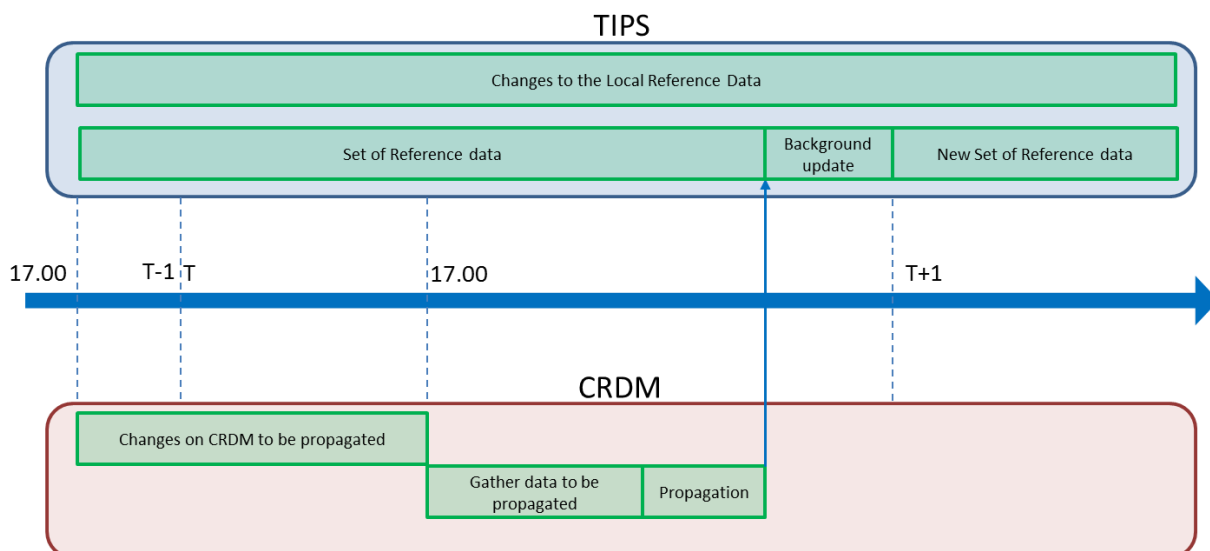 TIPS
Changes to the Local Reference Data
Set of Reference data
Background
update
New Set of Reference data
17.00
T-1
T
17.00
T+1
CRDM
Changes on CRDM to be propagated
Gather data to be
propagated
Propagation